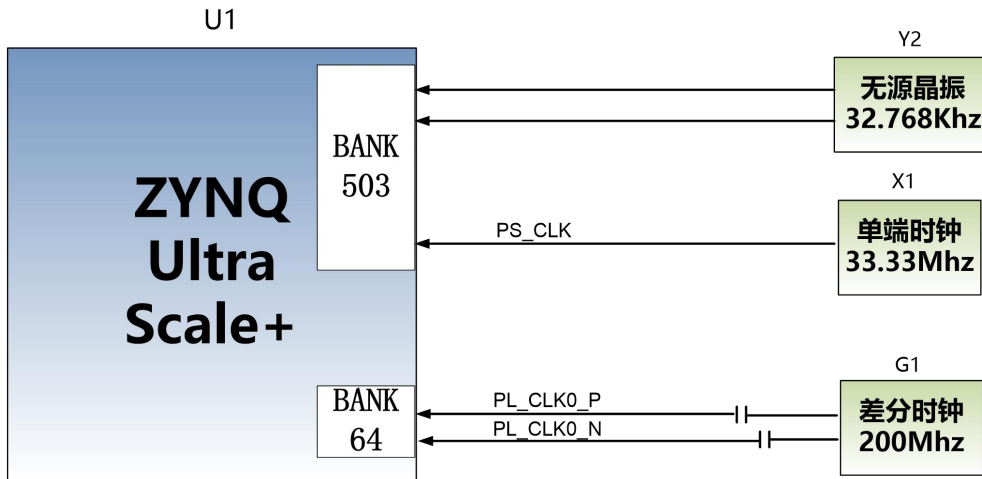 U1
ZYNQ
Ultra
Scale+
BANK
503
BANK
64
PS_CLK
PL_CLK0_P
PL_CLK0_N
Y2
无源晶振
32.768Khz
X1
单端时钟
33.33Mhz
G1
差分时钟
200Mhz